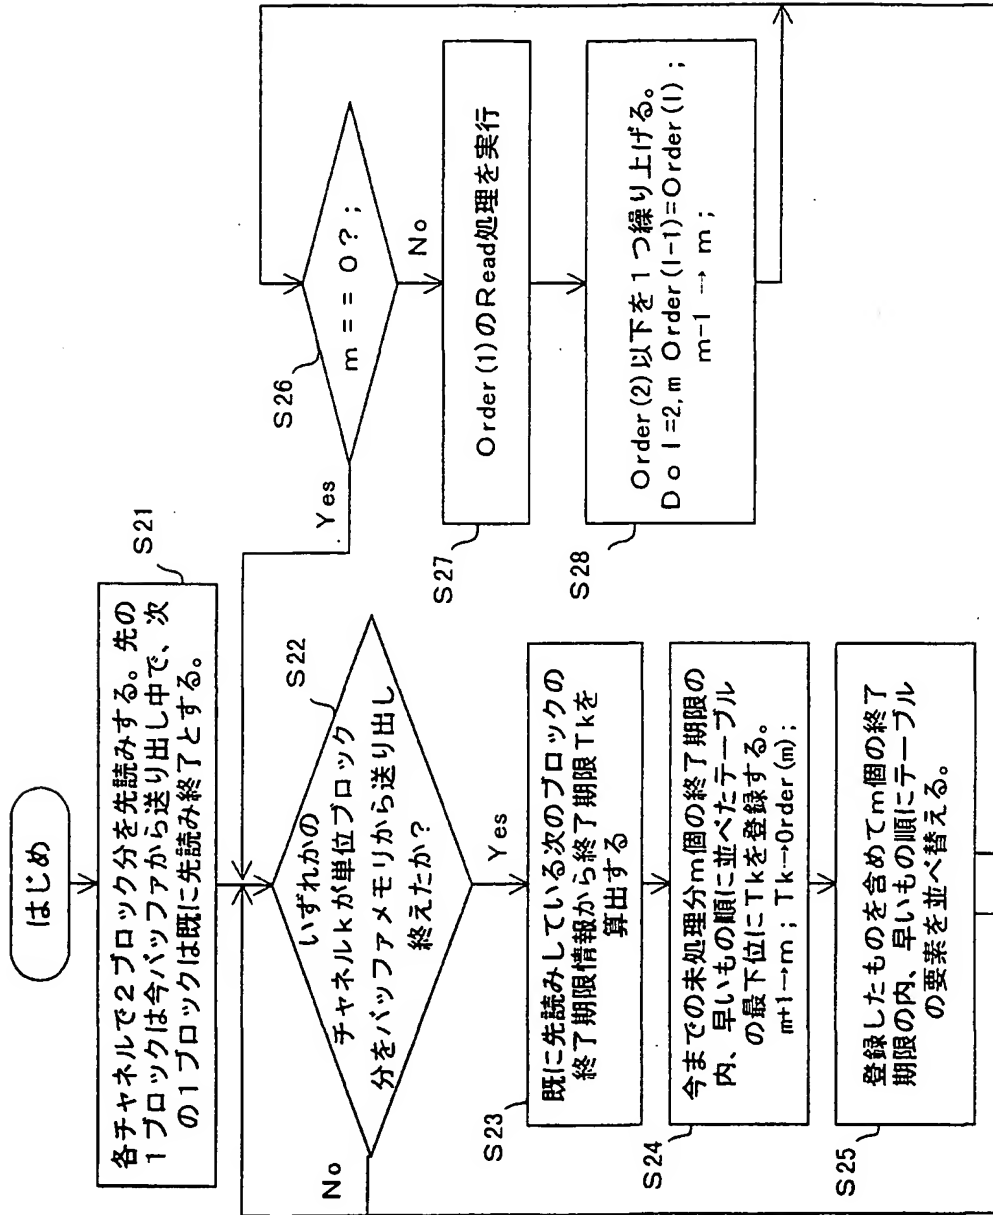 はじめ
S21
各チャネルで2ブロック分を先読みする。先の
1ブロックは今バッファから送り出し中で、次
の1ブロックは既に先読み終了とする。
S22
いずれかの
チャネルkが単位ブロック
分をバッファメモリから送り出し
終えたか?
No
Yes
S23
既に先読みしている次のブロックの
終了期限情報から終了期限Tkを
算出する
S24
今までの未処理分m個の終了期限の
内、早いもの順に並べたテーブル
の最下位にTkを登録する。
m+1→m;Tk→Order(m);
S25
登録したものを含めてm個の終了
期限の内、早いもの順にテーブル
の要素を並べ替える。
S26
m==0?;
Yes
No
S27
Order(1)のRead処理を実行
S28
Order(2)以下を1つ繰り上げる。
Do l=2,m Order(l-1)=Order(l);
m-1→m;